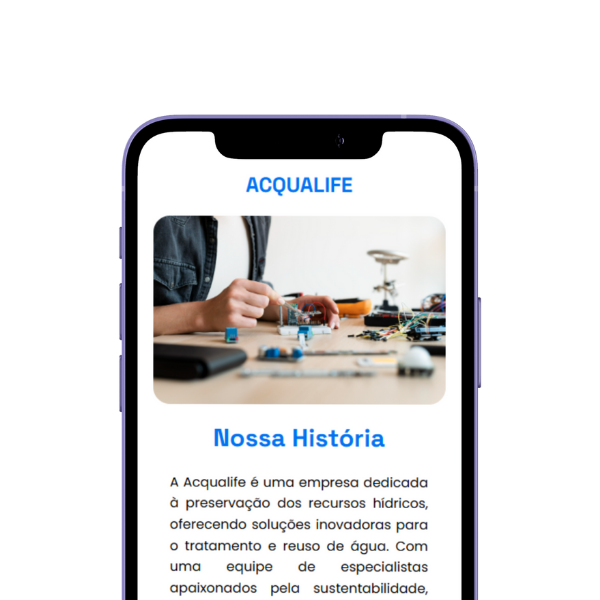 ACQUALIFE
Nossa História
A Acqualife é uma empresa dedicada
à preservação dos recursos hídricos,
oferecendo soluções inovadoras para
o tratamento e reuso de água. Com
uma equipe de especialistas
apaixonados pela sustentabilidade,